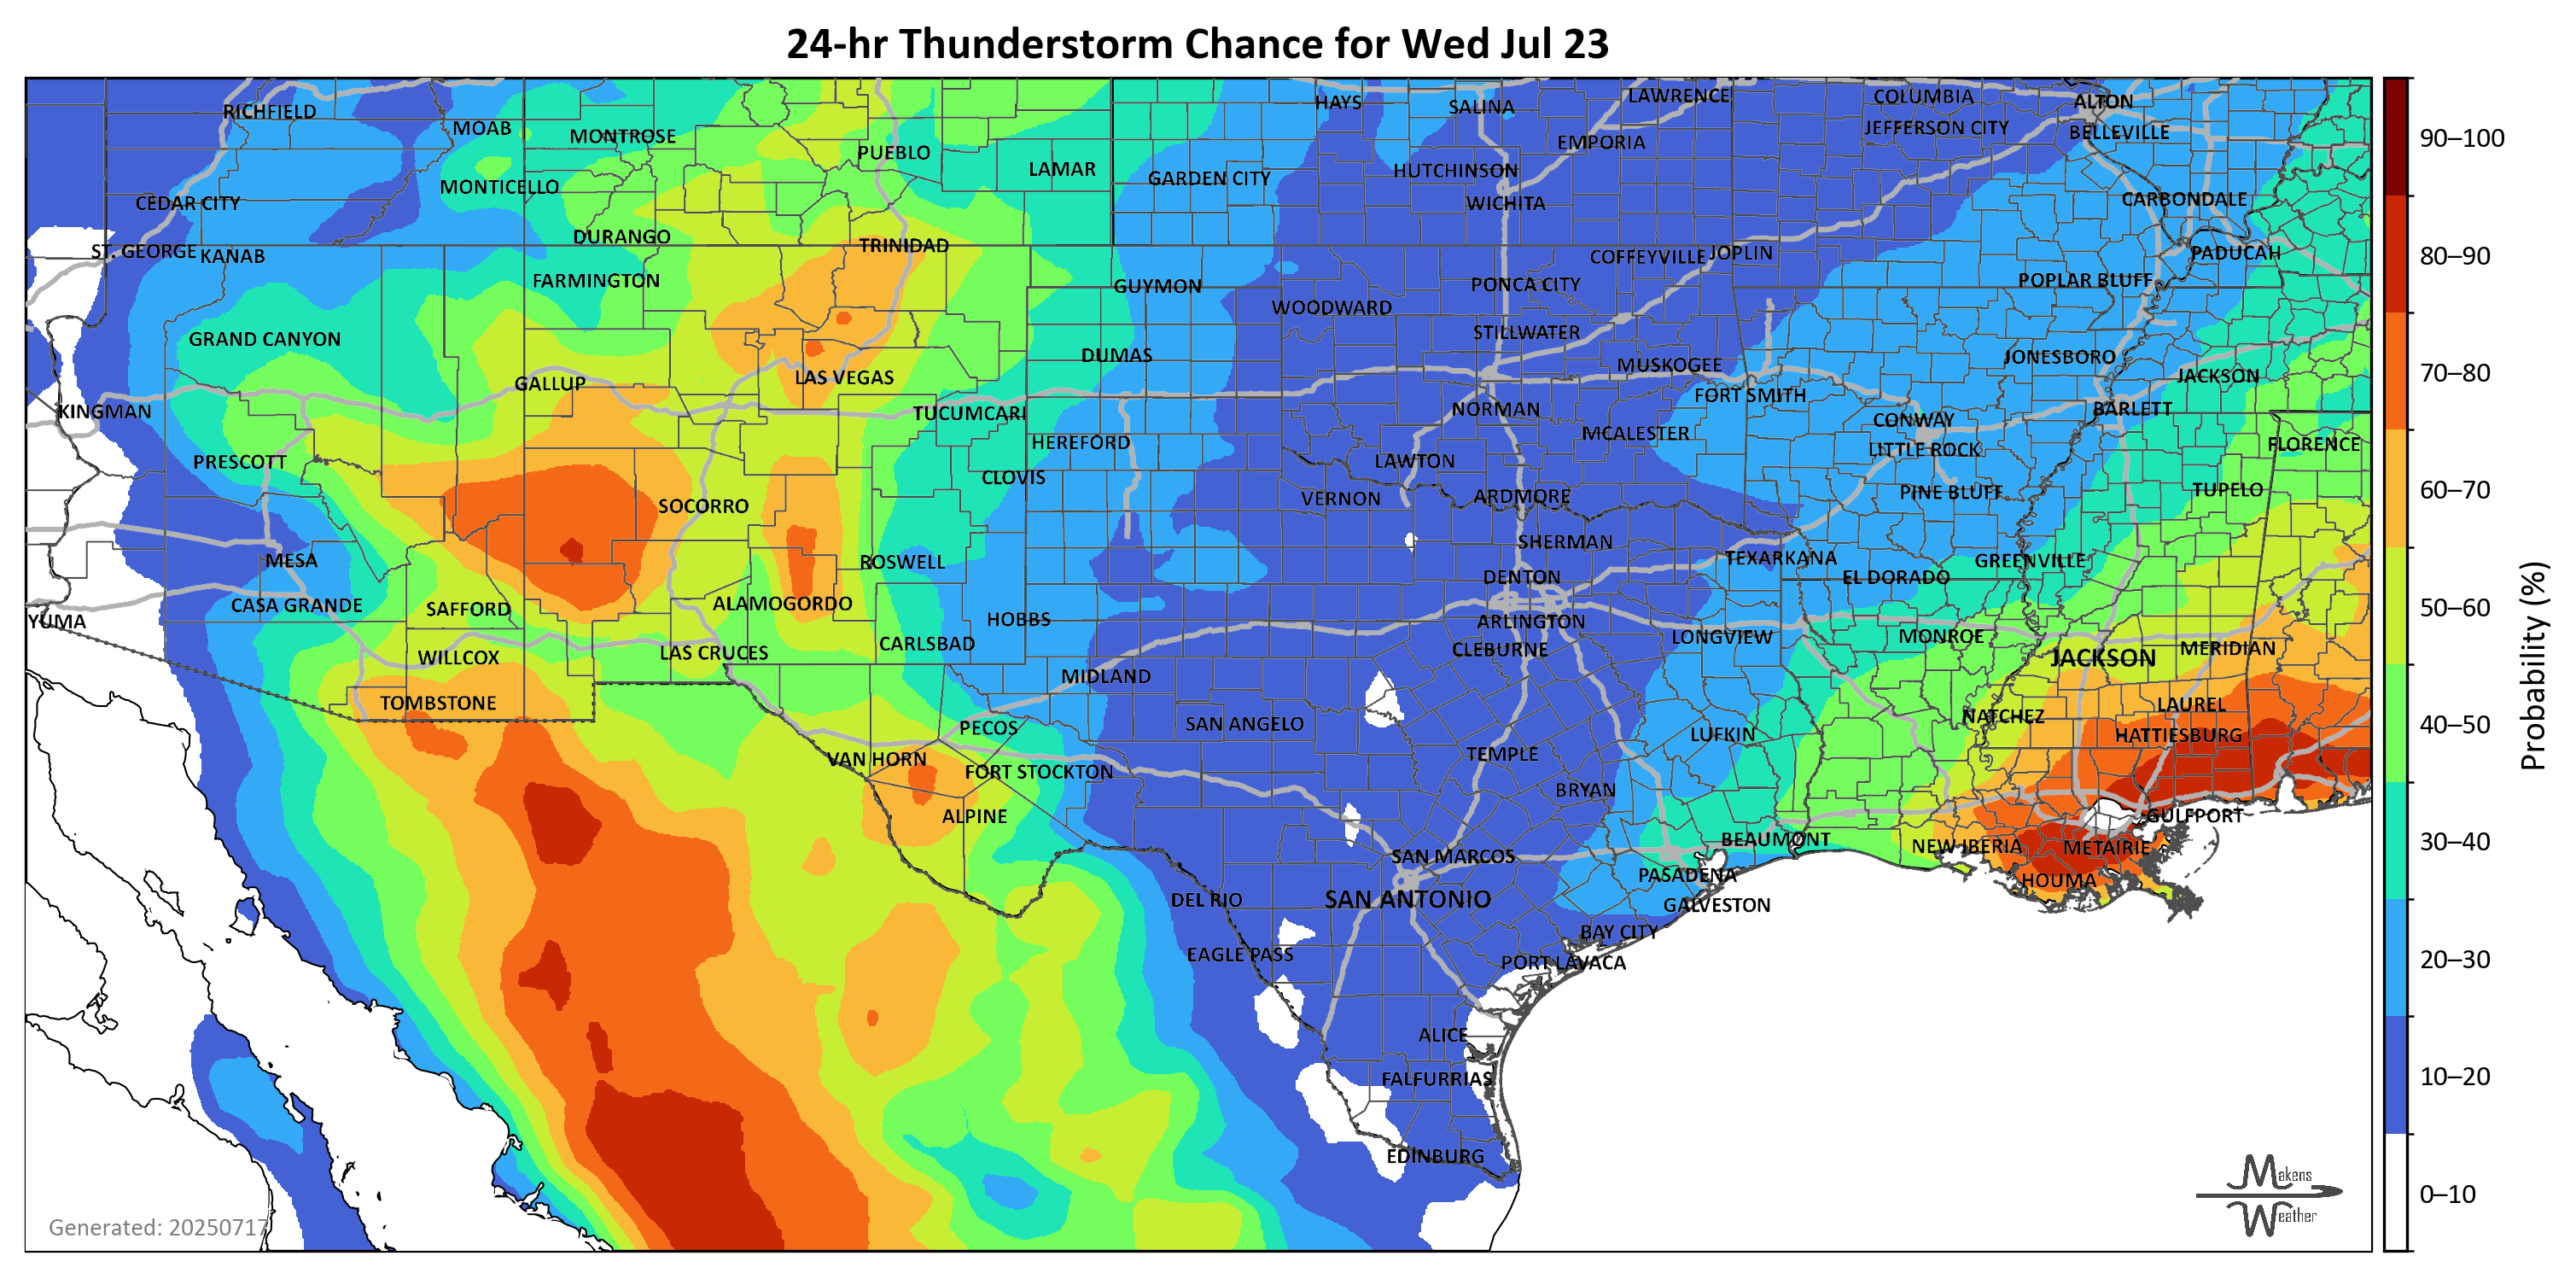 24-hr Thunderstorm Chance for Wed Jul 23
RICHFIELD
MOAB
MONTROSE
PUEBLO
LAMAR
HAYS
SALINA
LAWRENCE
COLUMBIA
ALTON
JEFFERSON CITY
BELLEVILLE
EMPORIA
HUTCHINSON
GARDEN CITY
WICHITA
MONTICELLO
CEDAR CITY
CARBONDALE
ST. GEORGE
KANAB
DURANGO
TRINIDAD
COFFEYVILLE
JOPLIN
PADUCAH
FARMINGTON
GUYMON
WOODWARD
PONCA CITY
POPLAR BLUFF
GRAND CANYON
DUMAS
STILLWATER
MUSKOGEE
JONESBORO
JACKSON
GALLUP
LAS VEGAS
KINGMAN
TUCUMCARI
NORMAN
FORT SMITH
CONWAY
BARLETT
HEREFORD
MCALESTER
LITTLE ROCK
FLORENCE
PRESCOTT
CLOVIS
LAWTON
SOCORRO
VERNON
ARDMORE
PINE BLUFF
TUPELO
MESA
ROSWELL
SHERMAN
TEXARKANA
GREENVILLE
DENTON
EL DORADO
CASA GRANDE
SAFFORD
ALAMOGORDO
YUMA
HOBBS
ARLINGTON
LONGVIEW
MONROE
WILLCOX
LAS CRUCES
CARLSBAD
CLEBURNE
JACKSON
MERIDIAN
MIDLAND
TOMBSTONE
LAUREL
PECOS
SAN ANGELO
LUFKIN
NATCHEZ
HATTIESBURG
VAN HORN
FORT STOCKTON
TEMPLE
BRYAN
ALPINE
GULFPORT
BEAUMONT
NEW IBERIA
METAIRIE
SAN MARCOS
PASADENA
HOUMA
DEL RIO
SAN ANTONIO
GALVESTON
BAY CITY
EAGLE PASS
PORT LAVACA
ALICE
FALFURRIAS
EDINBURG
Generated: 20250717
Makens
Weather
90–100
80–90
70–80
60–70
50–60
40–50
30–40
20–30
10–20
0–10
Probability (%)